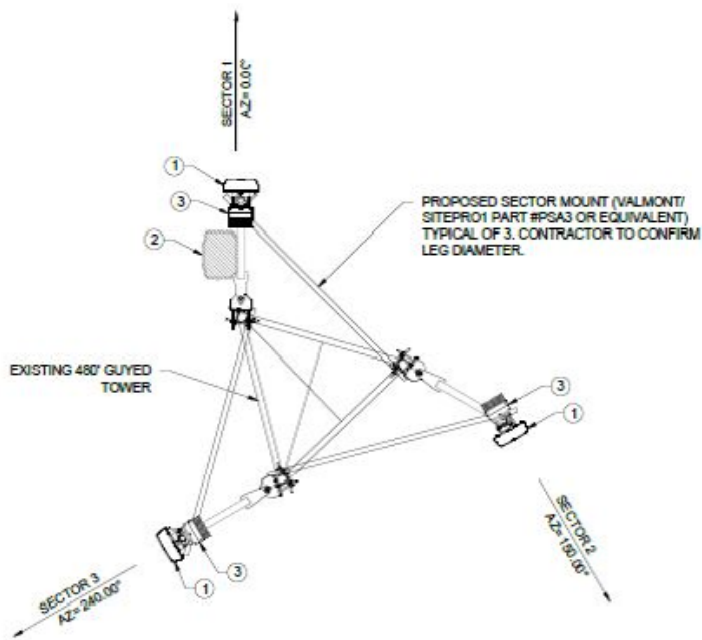 SECTOR 1
AZ= 0.00°
1
3
2
PROPOSED SECTOR MOUNT (VALMONT/
SITEPRO1 PART #PSA3 OR EQUIVALENT)
TYPICAL OF 3. CONTRACTOR TO CONFIRM
LEG DIAMETER.
EXISTING 480' GUYED
TOWER
3
1
SECTOR 2
AZ= 150.00°
3
1
SECTOR 3
AZ= 240.00°